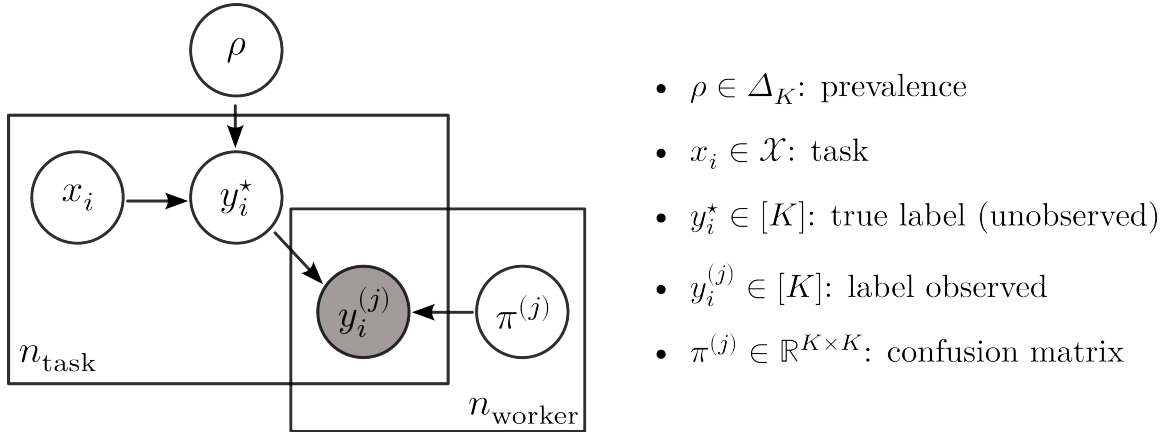 ρ
x_i
y_i^⋆
y_i^{(j)}
π^{(j)}
n_task
n_worker
• ρ ∈ Δ_K: prevalence
• x_i ∈ 𝒳: task
• y_i^⋆ ∈ [K]: true label (unobserved)
• y_i^{(j)} ∈ [K]: label observed
• π^{(j)} ∈ ℝ^{K×K}: confusion matrix